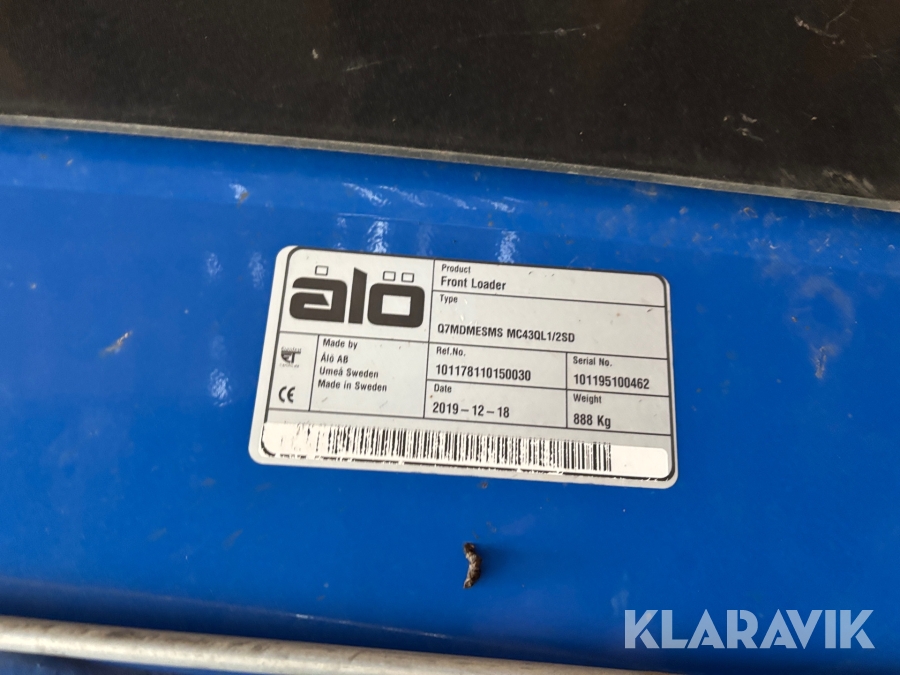 ålö
Product
Front Loader
Type
Q7MDMESMS MC43QL1/2SD
Made by
Ålö AB
Umeå Sweden
Made in Sweden
Ref.No.
101178110150030
Serial No.
101195100462
CE
Date
2019-12-18
Weight
888 Kg
KLARAVIK